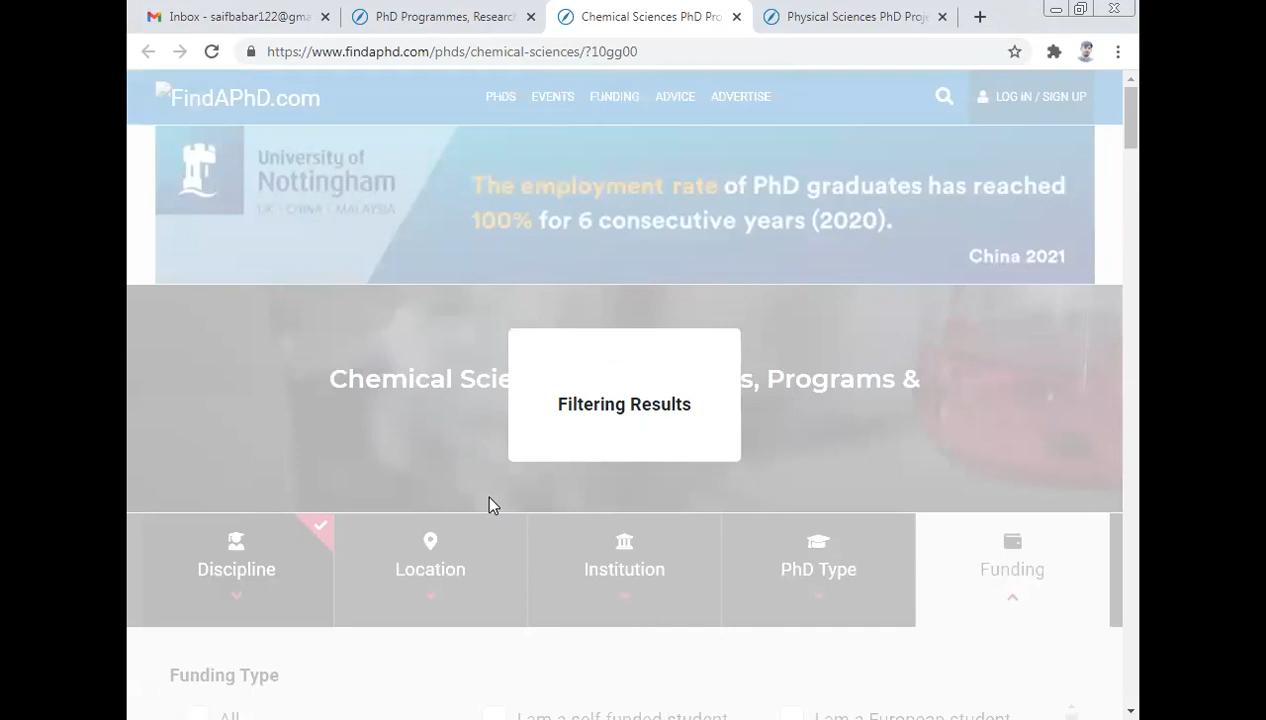 Inbox - saifbabar122@gma
PhD Programmes, Research
Chemical Sciences PhD Pro
Physical Sciences PhD Proje
https://www.findaphd.com/phds/chemical-sciences/?10gg00
FindAPhD.com
PHDS
EVENTS
FUNDING
ADVICE
ADVERTISE
LOG IN / SIGN UP
University of
Nottingham
UK | CHINA | MALAYSIA
The employment rate of PhD graduates has reached
100% for 6 consecutive years (2020).
China 2021
Chemical Scie
s, Programs &
Filtering Results
Discipline
Location
Institution
PhD Type
Funding
Funding Type
All
I am a self funded student
I am a European student